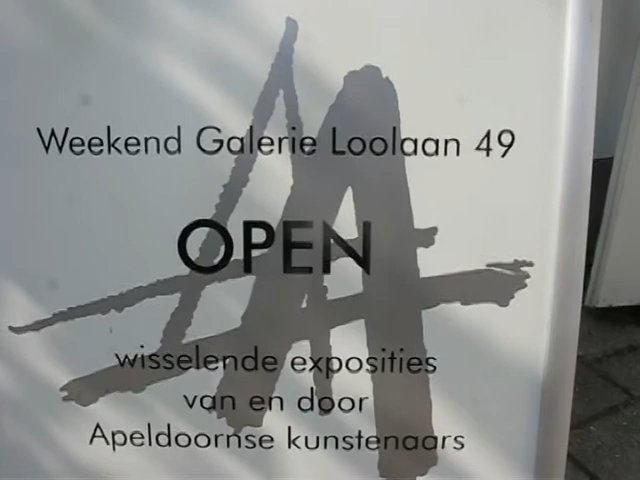 Weekend Galerie Loolaan 49
OPEN
wisselende exposities
van en door
Apeldoornse kunstenaars